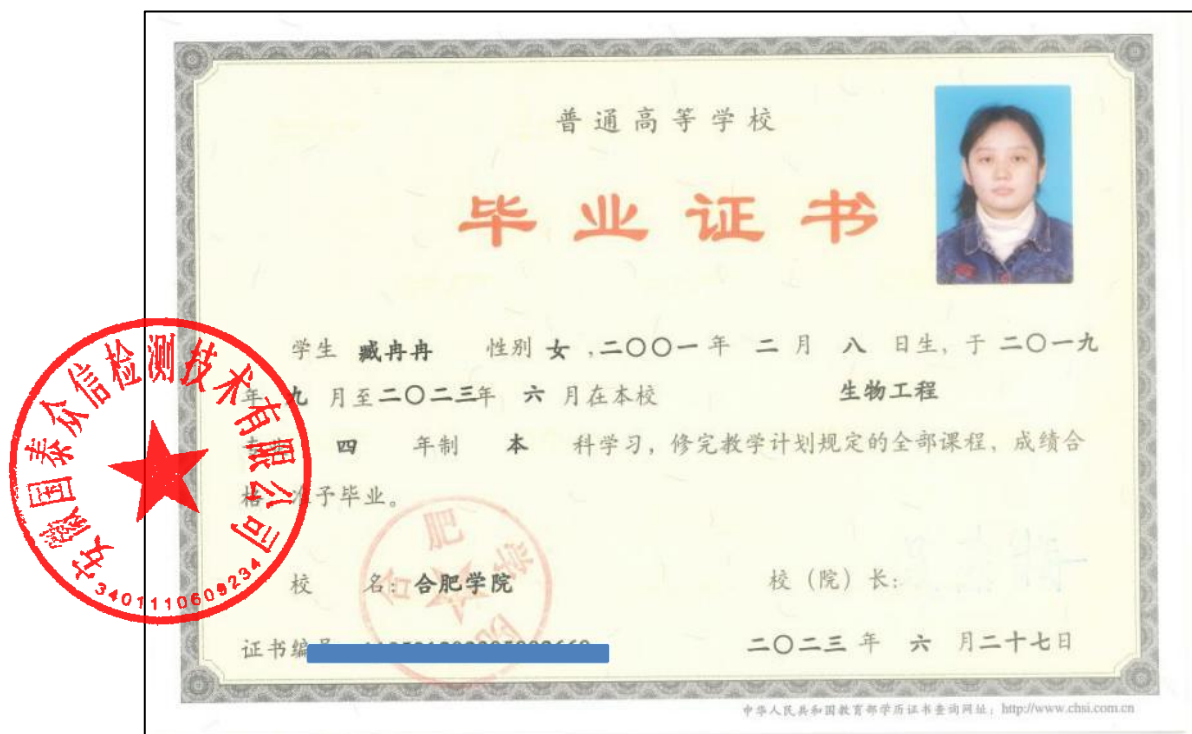 普通高等学校
毕业证书
学生 臧冉冉 性别 女 ,二〇〇一年 二 月 八 日生, 于 二〇一九
年 九 月至二〇二三年 六 月在本校 生物工程
四 年制 本 科学习, 修完教学计划规定的全部课程, 成绩合
格 准予毕业。
校 名: 合肥学院 校 (院) 长:
证书编号
二〇二三 年 六 月二十七日
中华人民共和国教育部学历证书查询网址: http://www.chsi.com.cn
安徽国泰众信检测技术有限公司
3401110609234
合肥学院